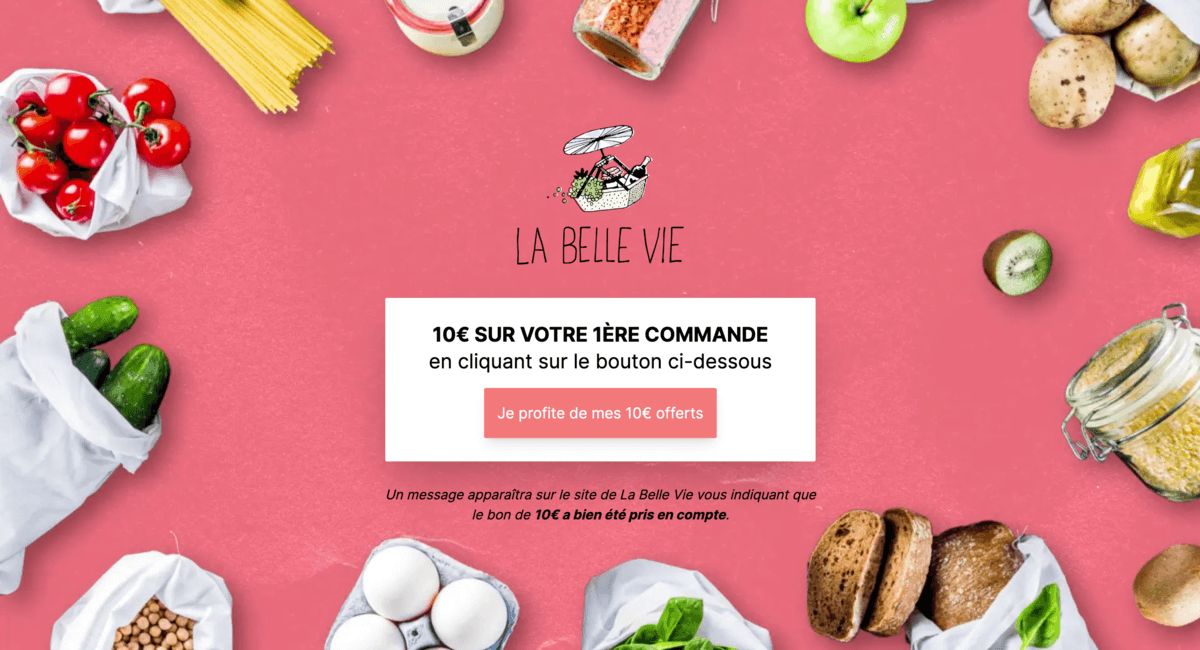 LA BELLE VIE
10€ SUR VOTRE 1ÈRE COMMANDE
en cliquant sur le bouton ci-dessous
Je profite de mes 10€ offerts
Un message apparaîtra sur le site de La Belle Vie vous indiquant que
le bon de 10€ a bien été pris en compte.